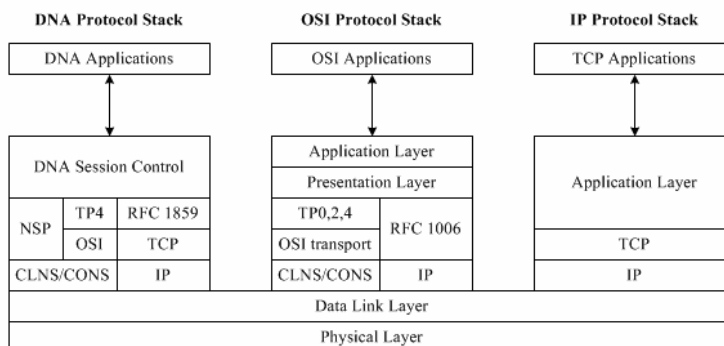 DNA Protocol Stack OSI Protocol Stack IP Protocol Stack
DNA Applications OSI Applications TCP Applications
DNA Session Control Application Layer
Presentation Layer Application Layer
NSP TP4 RFC 1859 TP0,2,4 RFC 1006
OSI TCP OSI transport TCP
CLNS/CONS IP CLNS/CONS IP IP
Data Link Layer
Physical Layer